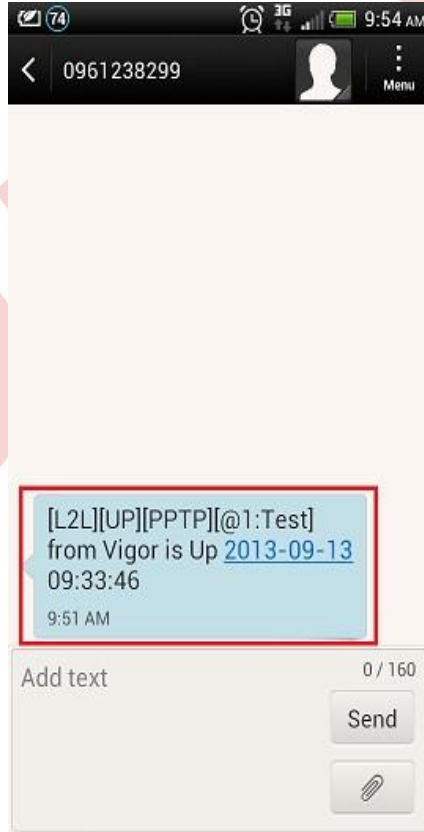 74 3G 9:54 AM
0961238299
Menu
[L2L][UP][PPTP][@1:Test]
from Vigor is Up 2013-09-13
09:33:46
9:51 AM
Add text 0 / 160
Send